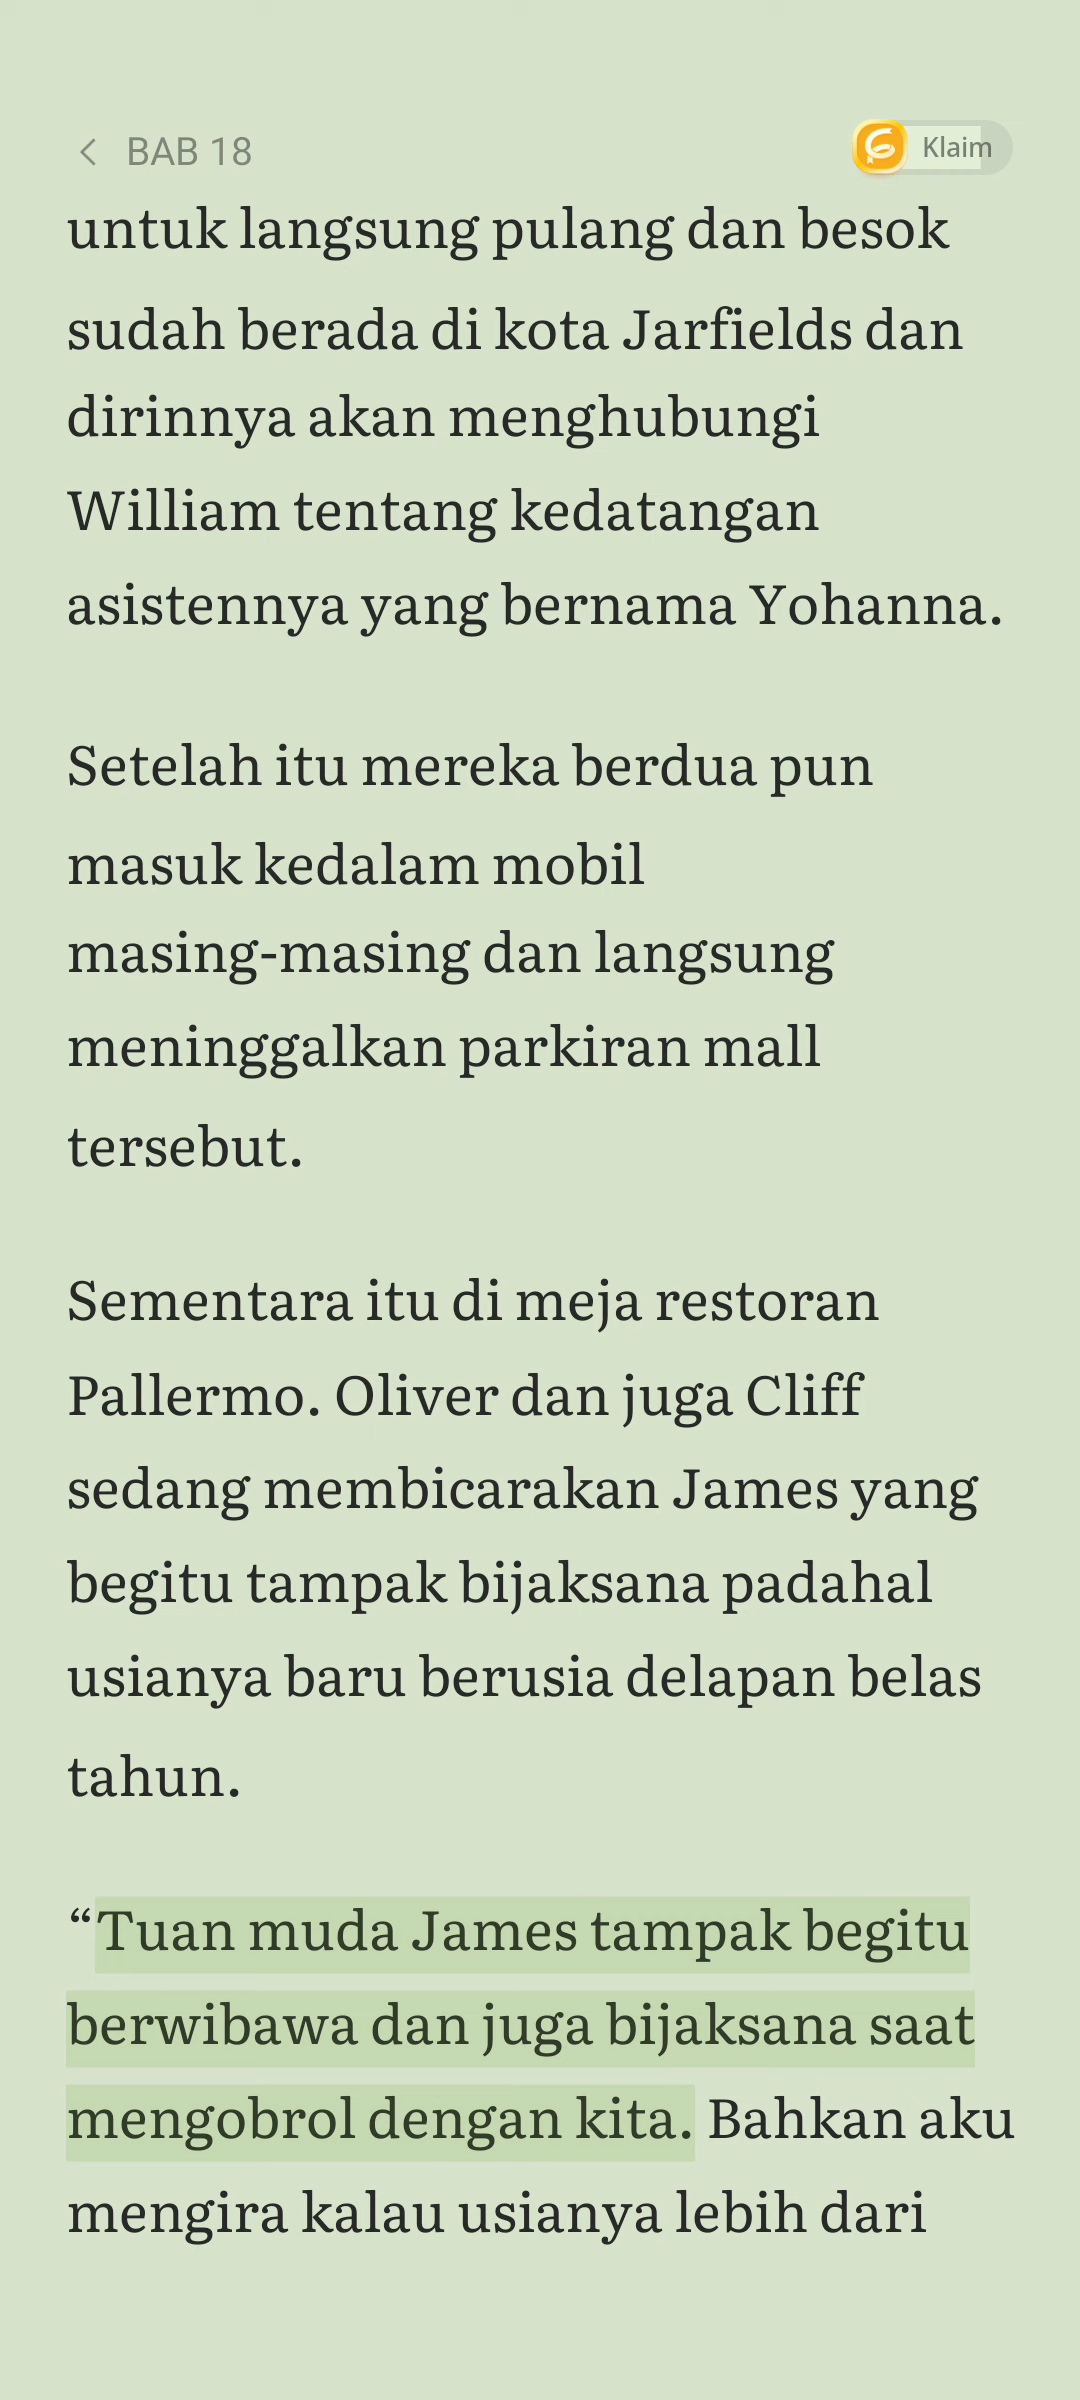 BAB 18
Klaim
untuk langsung pulang dan besok
sudah berada di kota Jarfields dan
dirinnya akan menghubungi
William tentang kedatangan
asistennya yang bernama Yohanna.
Setelah itu mereka berdua pun
masuk kedalam mobil
masing-masing dan langsung
meninggalkan parkiran mall
tersebut.
Sementara itu di meja restoran
Pallermo. Oliver dan juga Cliff
sedang membicarakan James yang
begitu tampak bijaksana padahal
usianya baru berusia delapan belas
tahun.
“Tuan muda James tampak begitu
berwibawa dan juga bijaksana saat
mengobrol dengan kita. Bahkan aku
mengira kalau usianya lebih dari